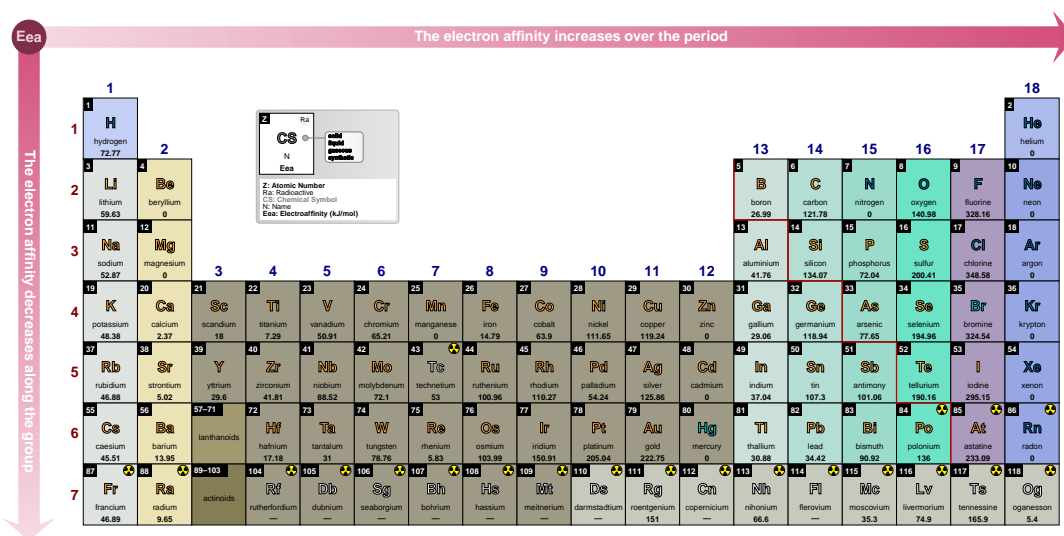 Eea
The electron affinity increases over the period
The electron affinity decreases along the group
1 18
1 H hydrogen 72.77
2 He helium 0
Z Ra
CS
N
Eea
solid
liquid
gaseous
synthetic
Z: Atomic Number
Ra: Radioactive
CS: Chemical Symbol
N: Name
Eea: Electroaffinity (kJ/mol)
1
2 13 14 15 16 17
2
3 Li lithium 59.63
4 Be beryllium 0
5 B boron 26.99
6 C carbon 121.78
7 N nitrogen 0
8 O oxygen 140.98
9 F fluorine 328.16
10 Ne neon 0
3
11 Na sodium 52.87
12 Mg magnesium 0
13 Al aluminium 41.76
14 Si silicon 134.07
15 P phosphorus 72.04
16 S sulfur 200.41
17 Cl chlorine 348.58
18 Ar argon 0
3 4 5 6 7 8 9 10 11 12
4
19 K potassium 48.38
20 Ca calcium 2.37
21 Sc scandium 18
22 Ti titanium 7.29
23 V vanadium 50.91
24 Cr chromium 65.21
25 Mn manganese 0
26 Fe iron 14.79
27 Co cobalt 63.9
28 Ni nickel 111.65
29 Cu copper 119.24
30 Zn zinc 0
31 Ga gallium 29.06
32 Ge germanium 118.94
33 As arsenic 77.65
34 Se selenium 194.96
35 Br bromine 324.54
36 Kr krypton 0
5
37 Rb rubidium 46.88
38 Sr strontium 5.02
39 Y yttrium 29.6
40 Zr zirconium 41.81
41 Nb niobium 88.52
42 Mo molybdenum 72.1
43 Tc technetium 53
44 Ru ruthenium 100.96
45 Rh rhodium 110.27
46 Pd palladium 54.24
47 Ag silver 125.86
48 Cd cadmium 0
49 In indium 37.04
50 Sn tin 107.3
51 Sb antimony 101.06
52 Te tellurium 190.16
53 I iodine 295.15
54 Xe xenon 0
6
55 Cs caesium 45.51
56 Ba barium 13.95
57–71 lanthanoids
72 Hf hafnium 17.18
73 Ta tantalum 31
74 W tungsten 78.76
75 Re rhenium 5.83
76 Os osmium 103.99
77 Ir iridium 150.91
78 Pt platinum 205.04
79 Au gold 222.75
80 Hg mercury 0
81 Tl thallium 30.88
82 Pb lead 34.42
83 Bi bismuth 90.92
84 Po polonium 136
85 At astatine 233.09
86 Rn radon 0
7
87 Fr francium 46.89
88 Ra radium 9.65
89–103 actinoids
104 Rf rutherfordium —
105 Db dubnium —
106 Sg seaborgium —
107 Bh bohrium —
108 Hs hassium —
109 Mt meitnerium —
110 Ds darmstadtium —
111 Rg roentgenium 151
112 Cn copernicium —
113 Nh nihonium 66.6
114 Fl flerovium —
115 Mc moscovium 35.3
116 Lv livermorium 74.9
117 Ts tennessine 165.9
118 Og oganesson 5.4